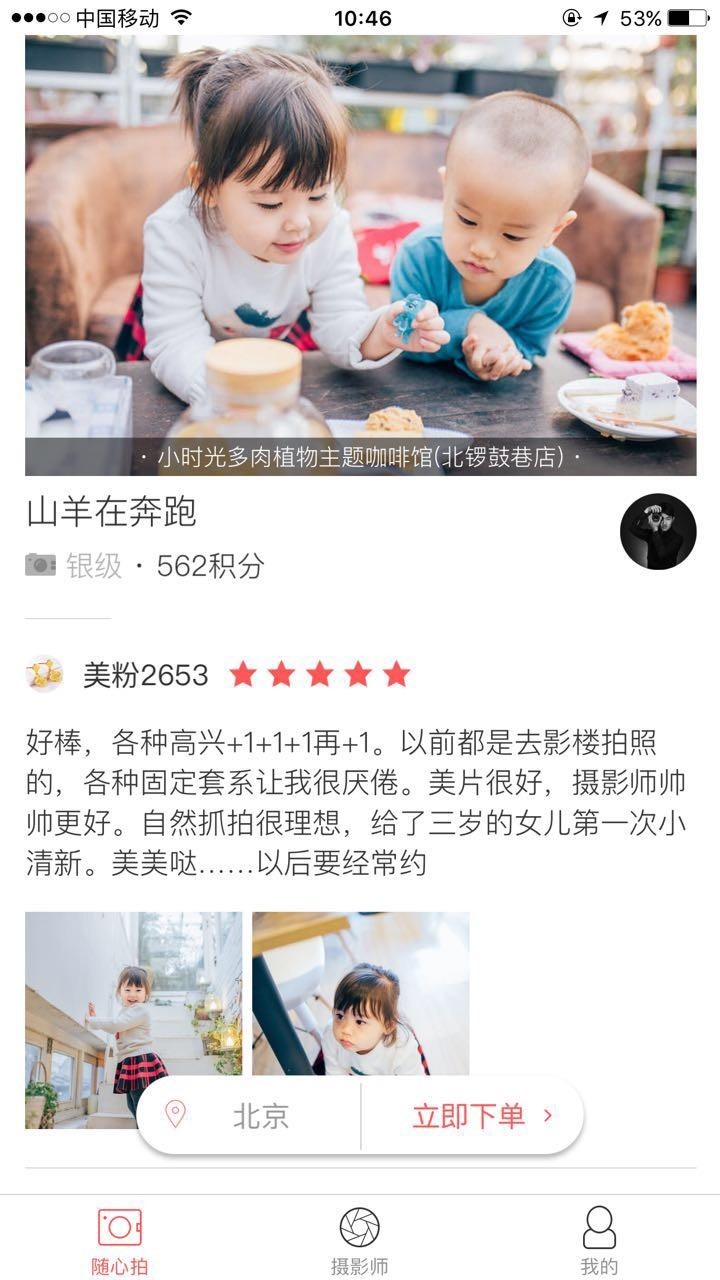 中国移动
10:46
53%
· 小时光多肉植物主题咖啡馆(北锣鼓巷店) ·
山羊在奔跑
银级 · 562积分
美粉2653
好棒，各种高兴+1+1+1再+1。以前都是去影楼拍照
的，各种固定套系让我很厌倦。美片很好，摄影师帅
帅更好。自然抓拍很理想，给了三岁的女儿第一次小
清新。美美哒……以后要经常约
北京
立即下单 ›
随心拍
摄影师
我的